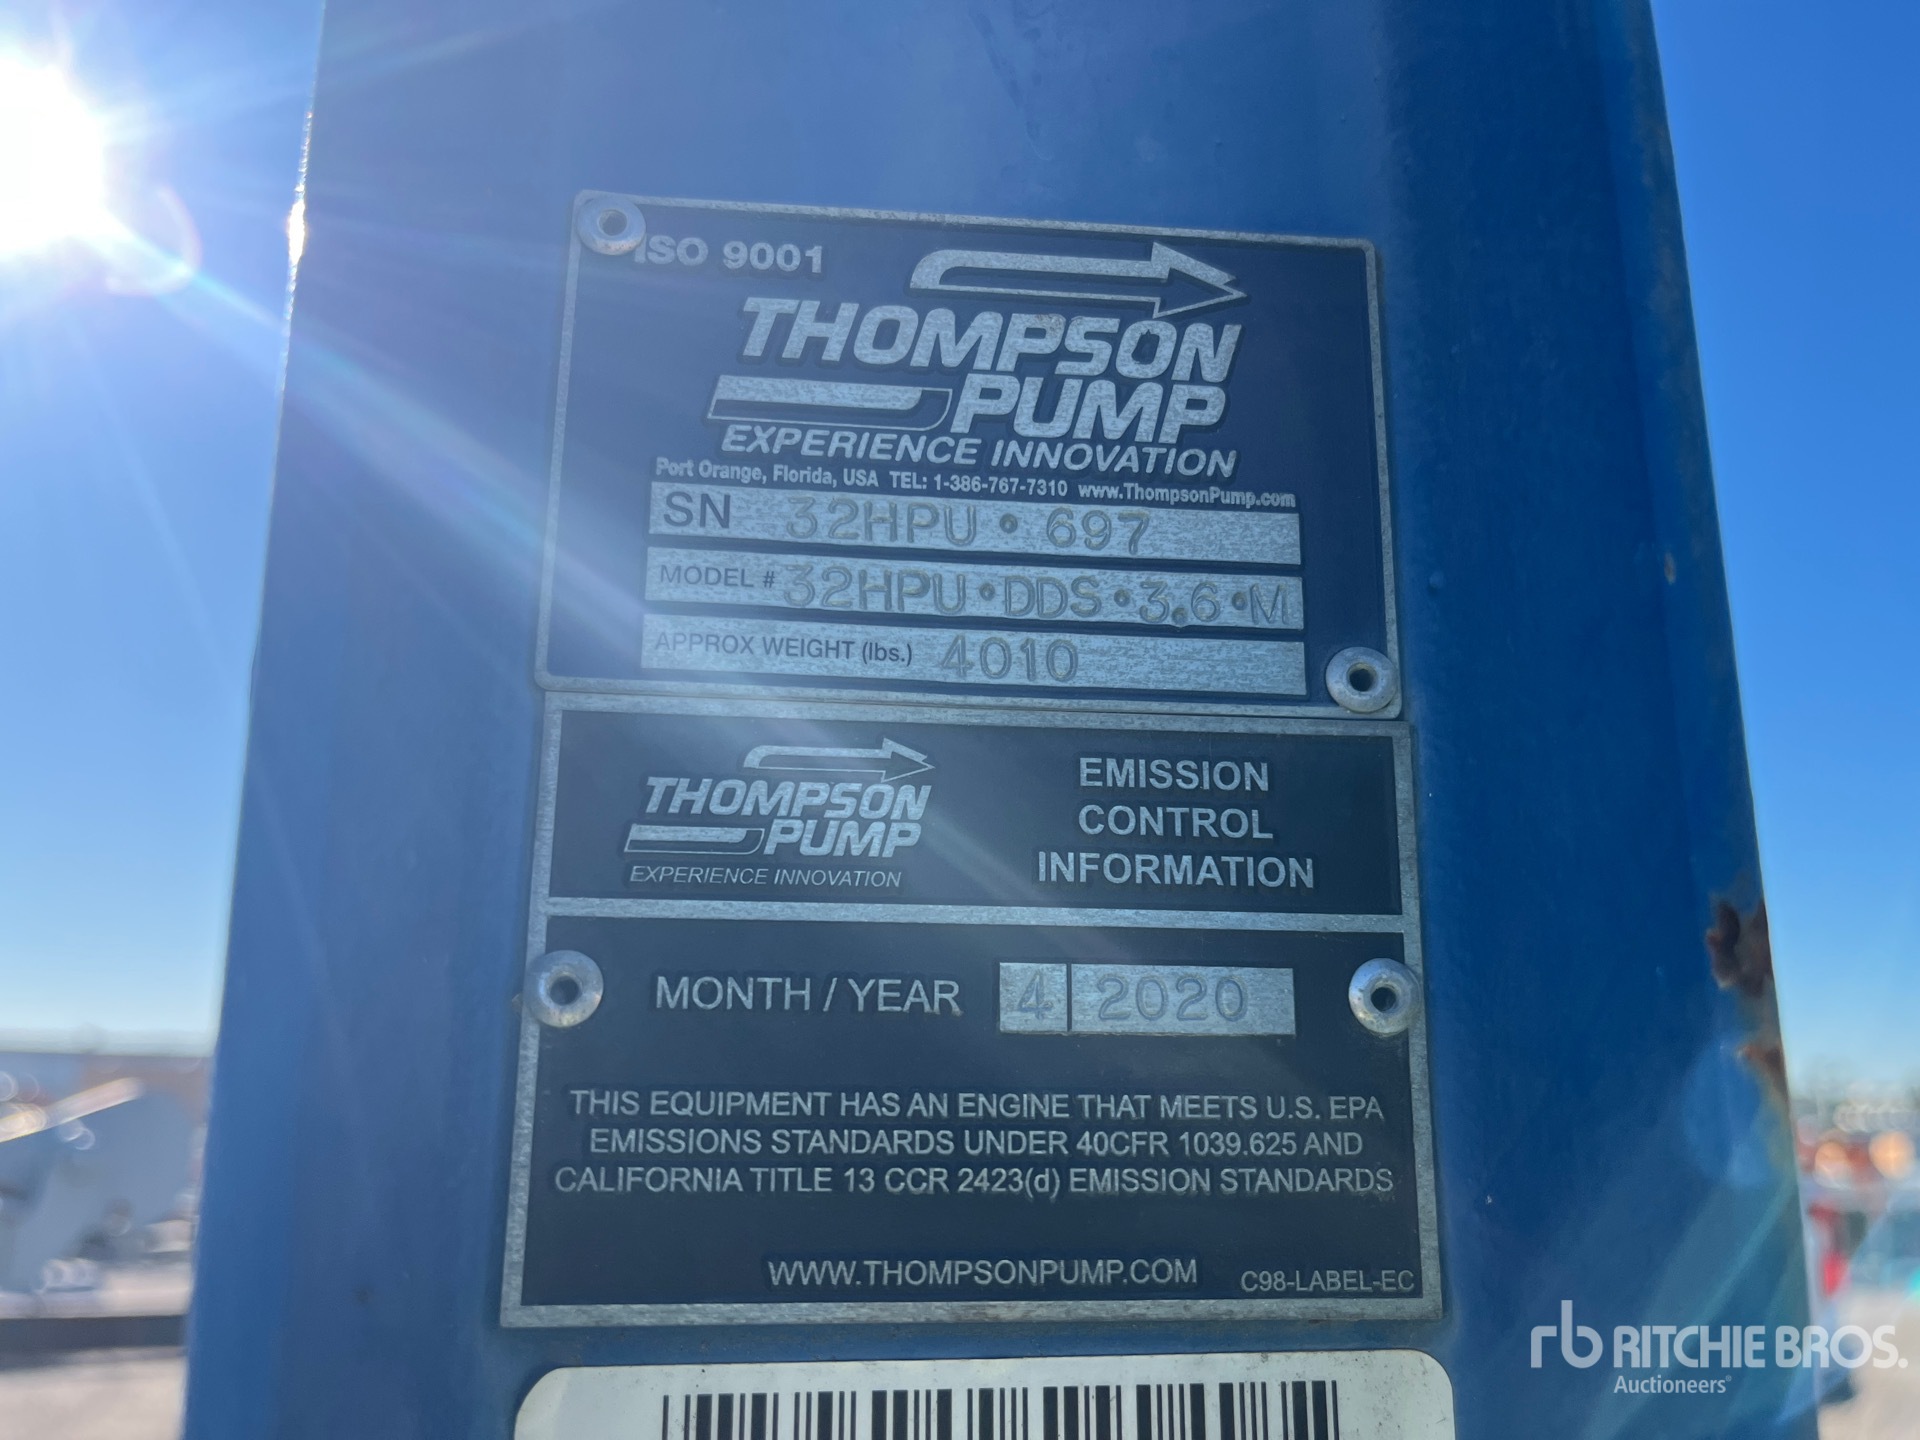 ISO 9001
THOMPSON
PUMP
EXPERIENCE INNOVATION
Port Orange, Florida, USA TEL: 1-386-767-7310 www.ThompsonPump.com
SN 32HPU•697
MODEL # 32HPU•DDS•3.6•M
APPROX WEIGHT (lbs.) 4010
THOMPSON
PUMP
EXPERIENCE INNOVATION
EMISSION
CONTROL
INFORMATION
MONTH / YEAR 4 2020
THIS EQUIPMENT HAS AN ENGINE THAT MEETS U.S. EPA
EMISSIONS STANDARDS UNDER 40CFR 1039.625 AND
CALIFORNIA TITLE 13 CCR 2423(d) EMISSION STANDARDS
WWW.THOMPSONPUMP.COM
C98-LABEL-EC
rb RITCHIE BROS.
Auctioneers